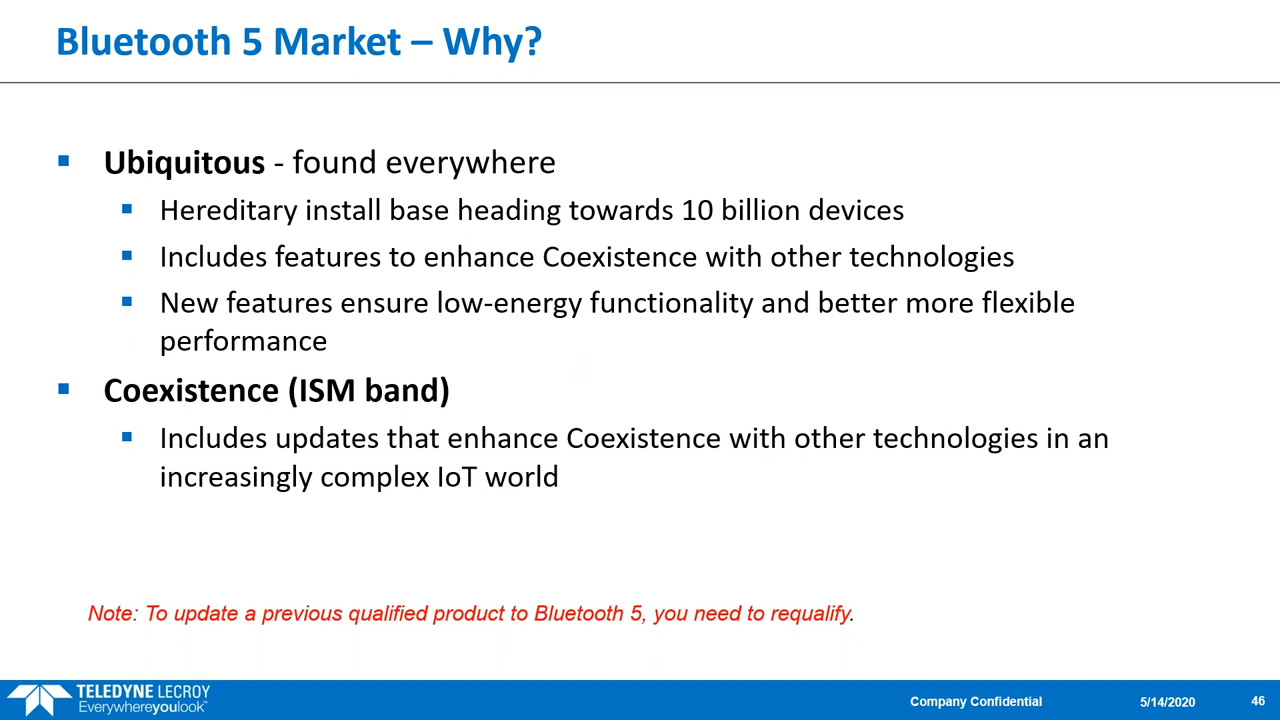 Bluetooth 5 Market – Why?
Ubiquitous - found everywhere
Hereditary install base heading towards 10 billion devices
Includes features to enhance Coexistence with other technologies
New features ensure low-energy functionality and better more flexible
performance
Coexistence (ISM band)
Includes updates that enhance Coexistence with other technologies in an
increasingly complex IoT world
Note: To update a previous qualified product to Bluetooth 5, you need to requalify.
TELEDYNE LECROY
Everywhereyoulook™
Company Confidential
5/14/2020
46